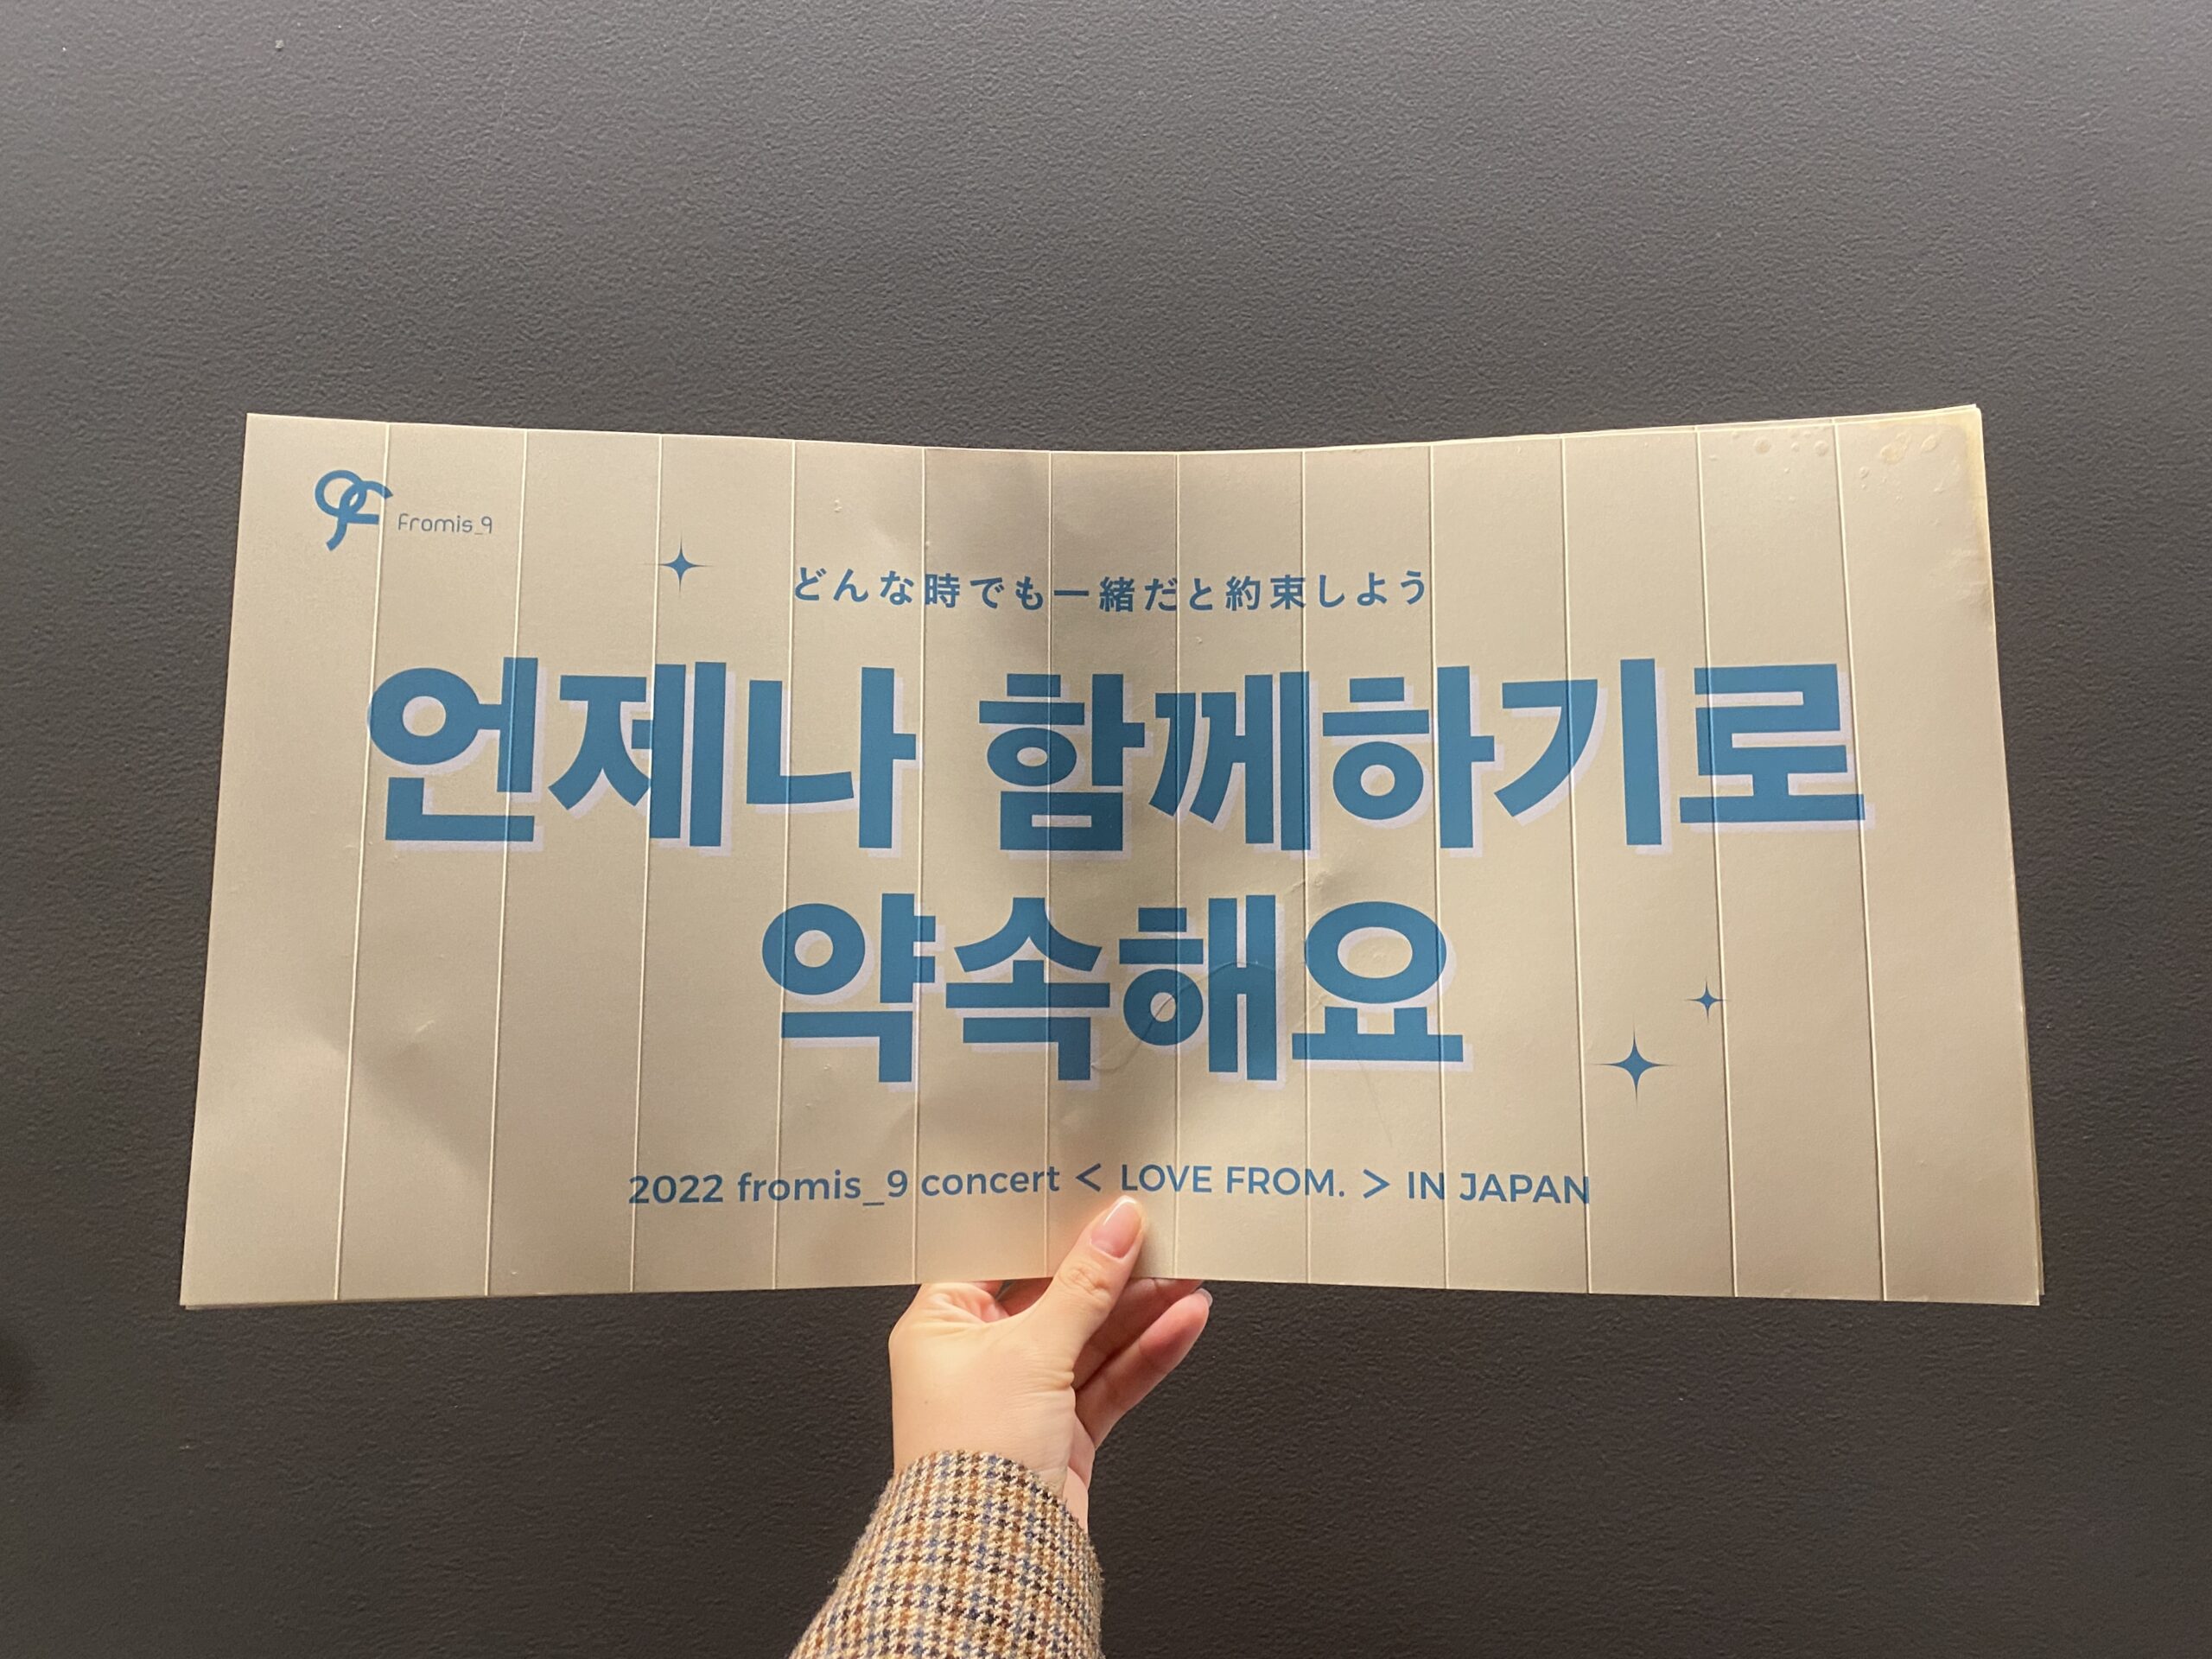 fromis_9
どんな時でも一緒だと約束しよう
언제나 함께하기로
약속해요
2022 fromis_9 concert < LOVE FROM. > IN JAPAN